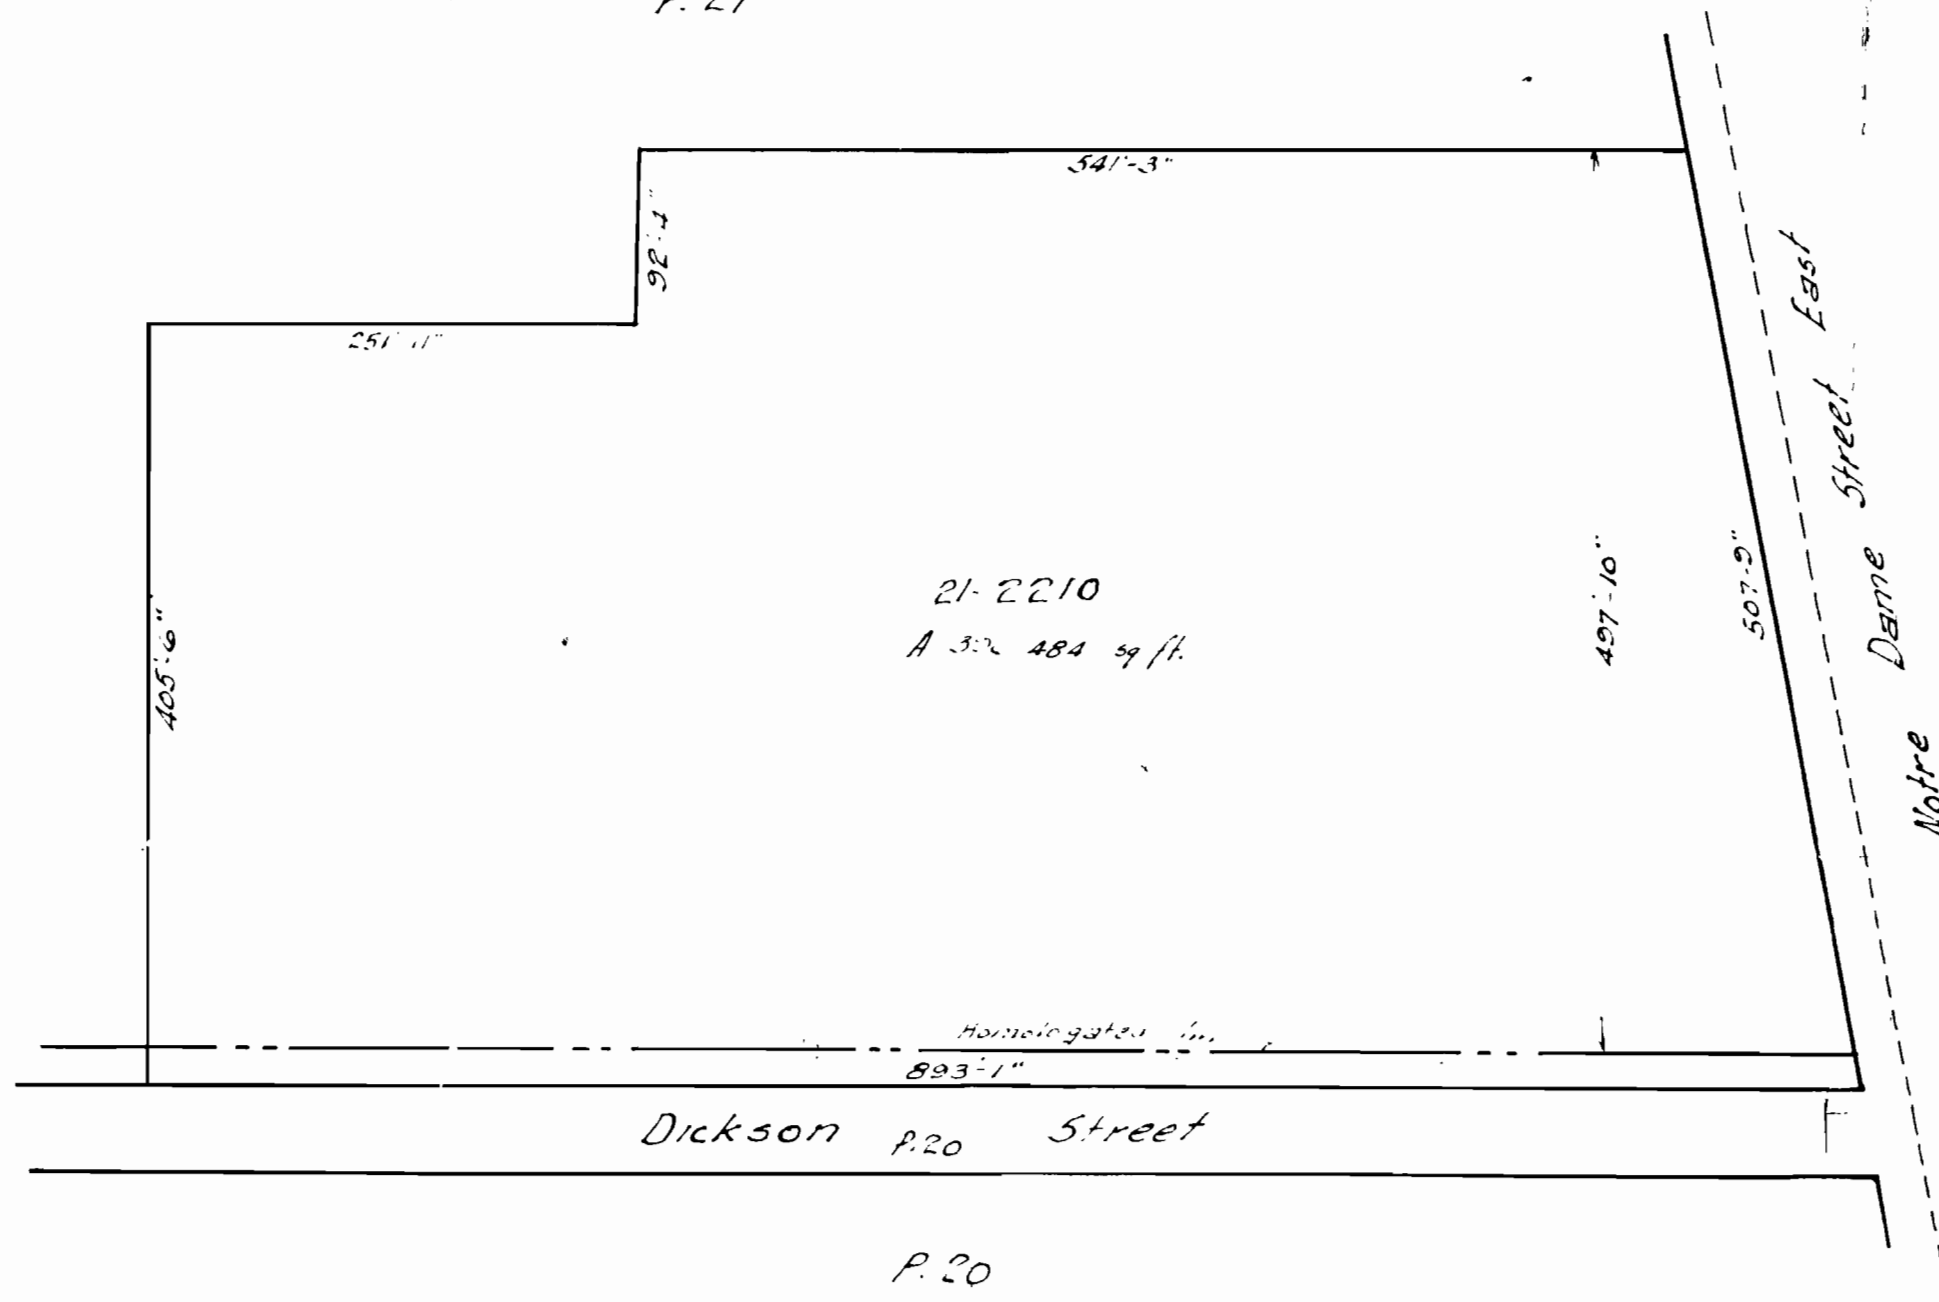 541'-3"
92'-4"
251'-11"
405'-6"
21-2210
A 484 sq ft.
497'-10"
507'-9"
Notre Dame Street East
Homologated
893'-1"
Dickson P.20 Street
P. 20